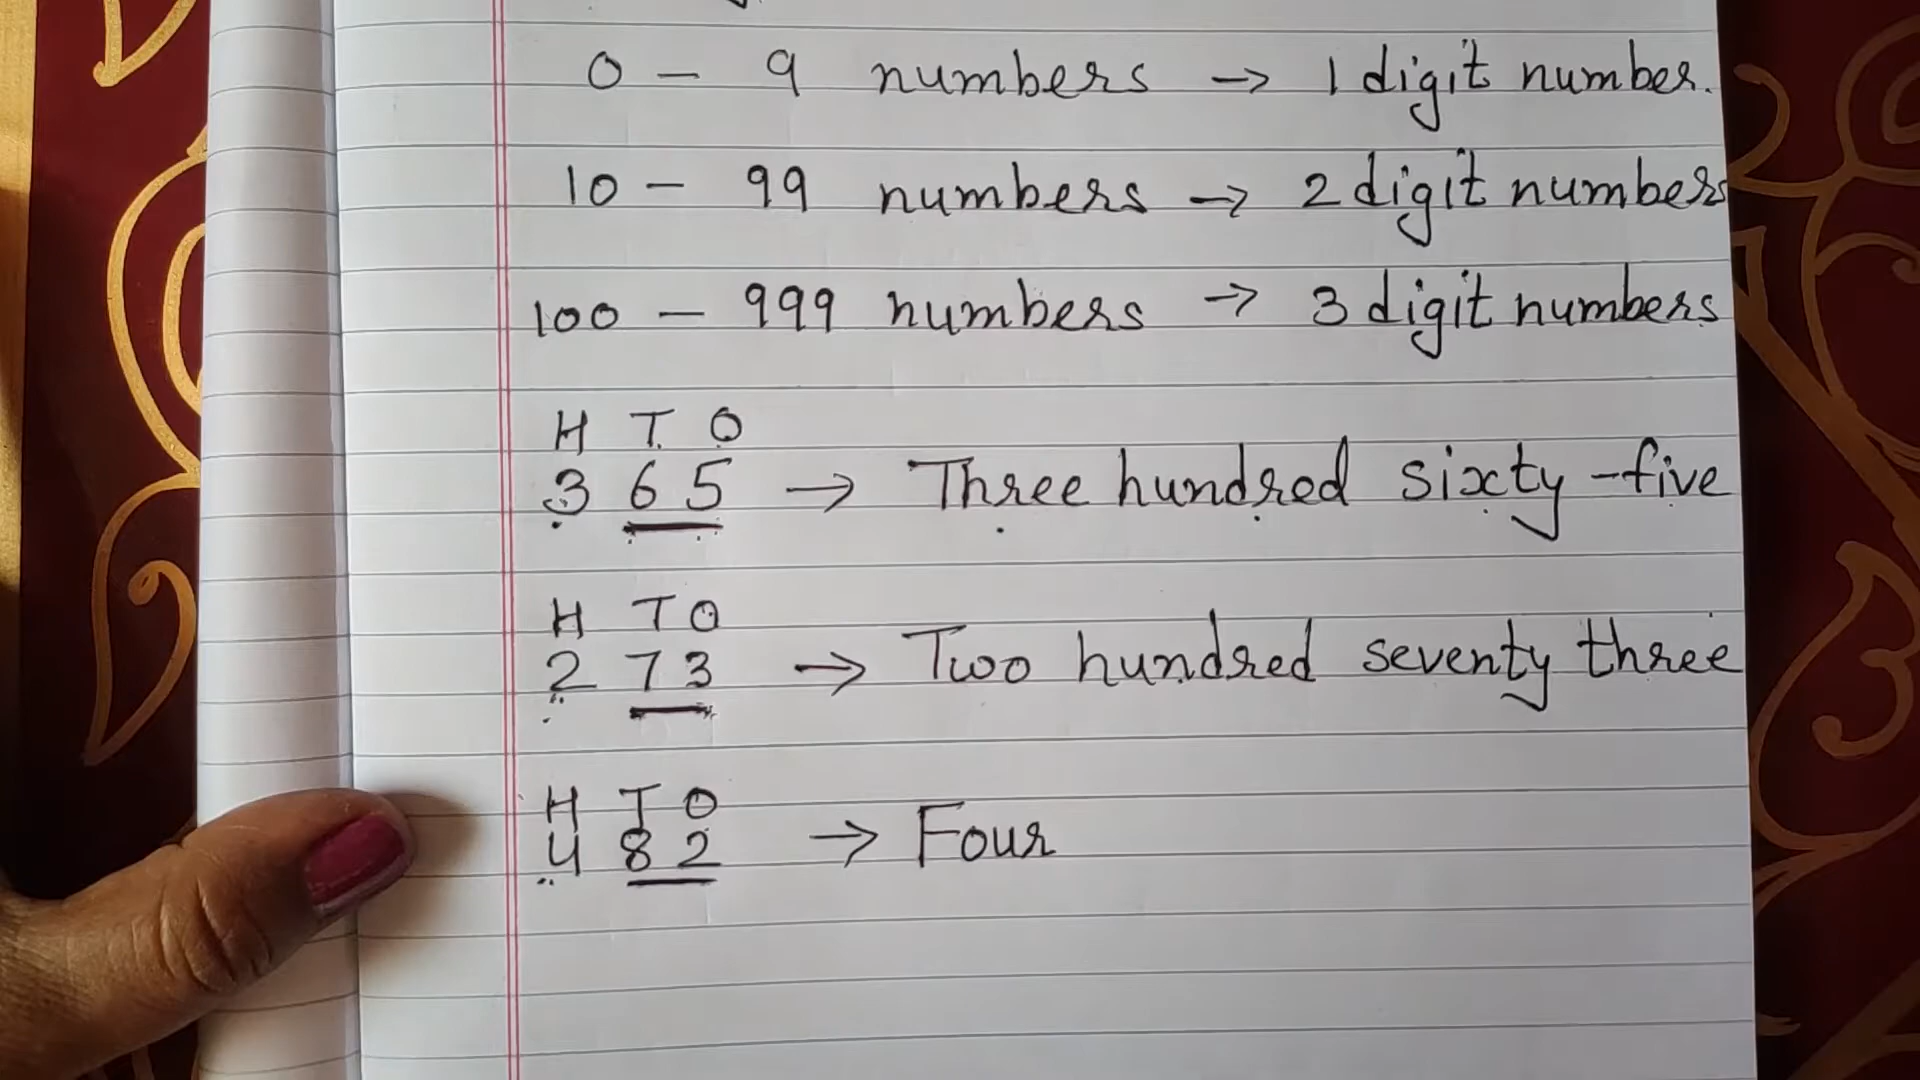 0 - 9 numbers → 1 digit number.
10 - 99 numbers → 2 digit numbers
100 - 999 numbers → 3 digit numbers
H T O
3 6 5 → Three hundred sixty-five
H T O
2 7 3 → Two hundred seventy three
H T O
4 8 2 → Four